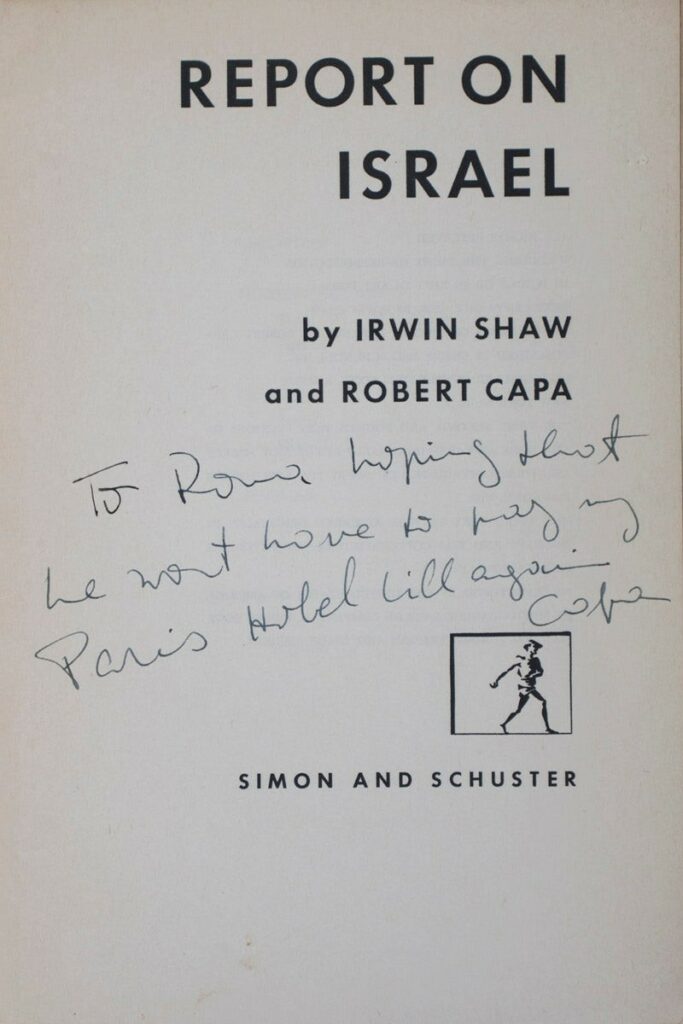 REPORT ON
ISRAEL
by IRWIN SHAW
and ROBERT CAPA
To hoping that
he wont have to pay my
Paris Hotel bill again
Capa
SIMON AND SCHUSTER